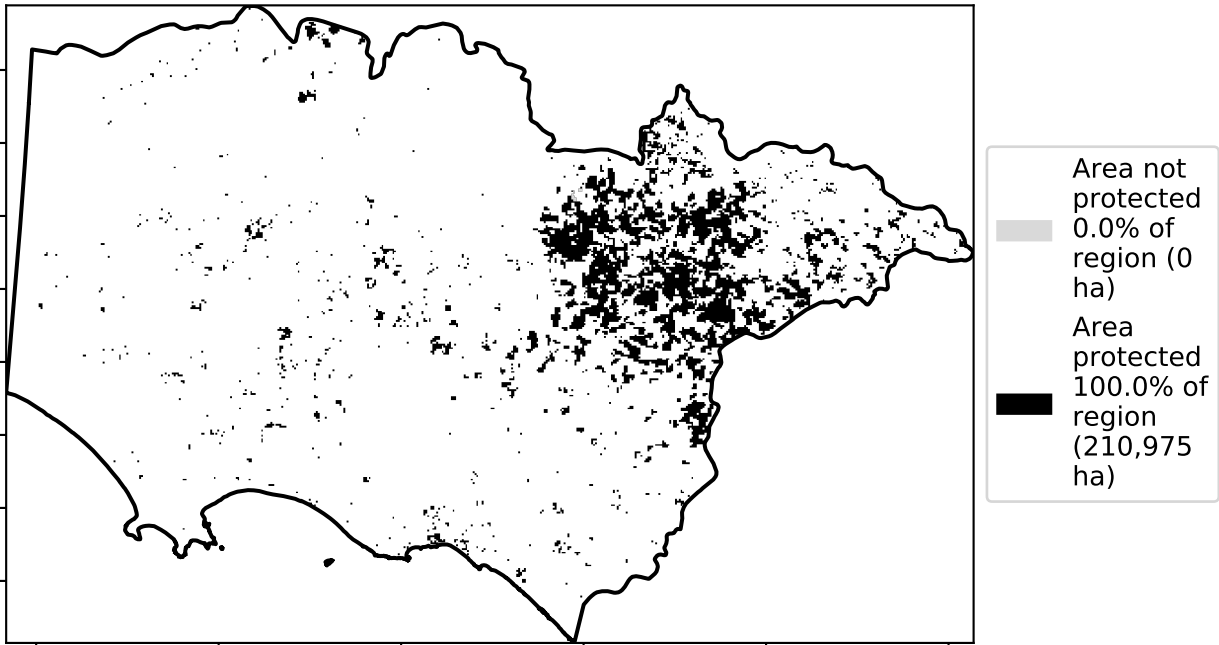 Area not
protected
0.0% of
region (0
ha)
Area
protected
100.0% of
region
(210,975
ha)